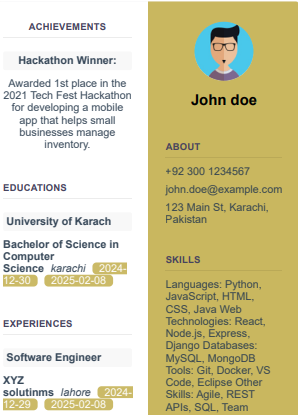 ACHIEVEMENTS
Hackathon Winner:
Awarded 1st place in the
2021 Tech Fest Hackathon
for developing a mobile
app that helps small
businesses manage
inventory.
EDUCATIONS
University of Karach
Bachelor of Science in
Computer
Science karachi 2024-
12-30 2025-02-08
EXPERIENCES
Software Engineer
XYZ
solutinms lahore 2024-
12-29 2025-02-08
John doe
ABOUT
+92 300 1234567
john.doe@example.com
123 Main St, Karachi,
Pakistan
SKILLS
Languages: Python,
JavaScript, HTML,
CSS, Java Web
Technologies: React,
Node.js, Express,
Django Databases:
MySQL, MongoDB
Tools: Git, Docker, VS
Code, Eclipse Other
Skills: Agile, REST
APIs, SQL, Team